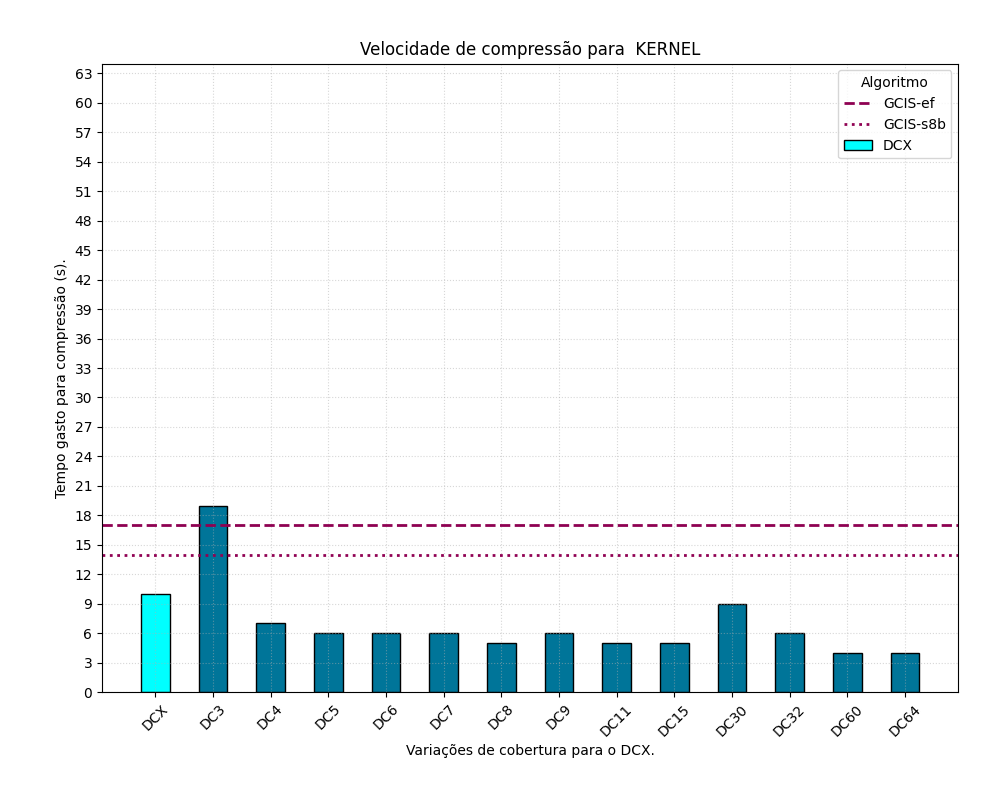 Velocidade de compressão para  KERNEL
Tempo gasto para compressão (s).
63
60
57
54
51
48
45
42
39
36
33
30
27
24
21
18
15
12
9
6
3
0
Algoritmo
GCIS-ef
GCIS-s8b
DCX
DCX
DC3
DC4
DC5
DC6
DC7
DC8
DC9
DC11
DC15
DC30
DC32
DC60
DC64
Variações de cobertura para o DCX.